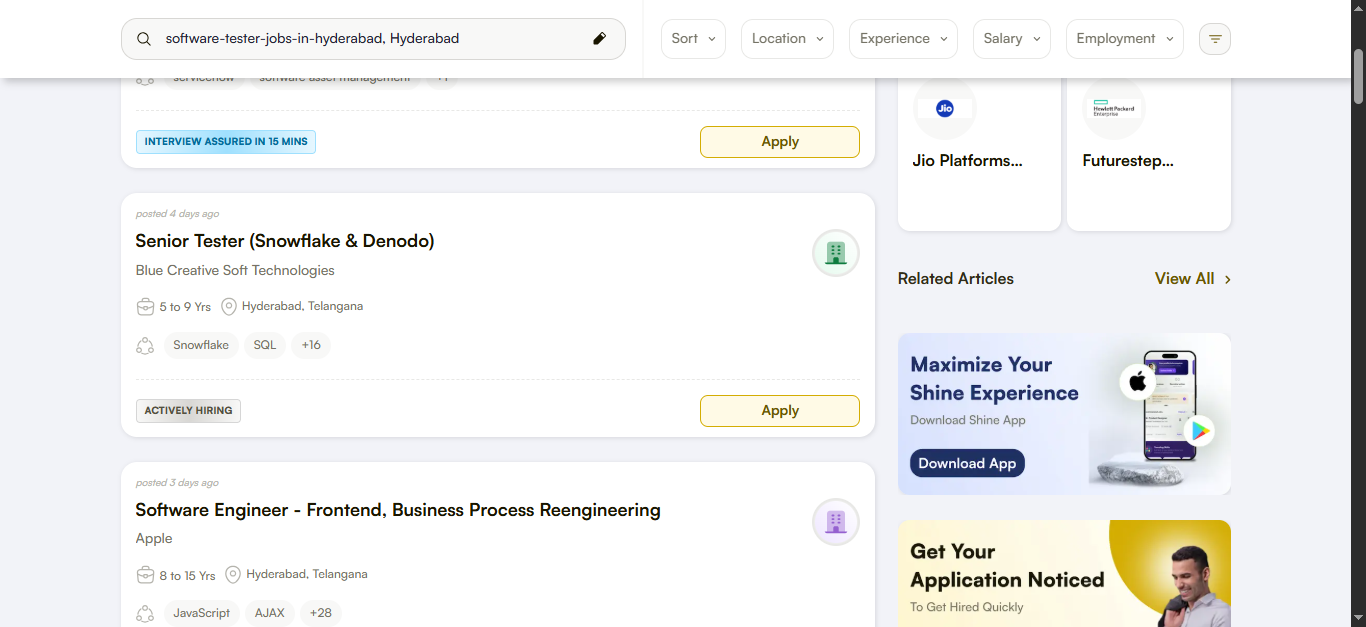 software-tester-jobs-in-hyderabad, Hyderabad
Sort
Location
Experience
Salary
Employment
servicenow
software asset management
+1
INTERVIEW ASSURED IN 15 MINS
Apply
posted 4 days ago
Senior Tester (Snowflake & Denodo)
Blue Creative Soft Technologies
5 to 9 Yrs
Hyderabad, Telangana
Snowflake
SQL
+16
ACTIVELY HIRING
Apply
posted 3 days ago
Software Engineer - Frontend, Business Process Reengineering
Apple
8 to 15 Yrs
Hyderabad, Telangana
JavaScript
AJAX
+28
Jio
Jio Platforms...
Hewlett Packard
Enterprise
Futurestep...
Related Articles
View All
Maximize Your
Shine Experience
Download Shine App
Download App
Get Your
Application Noticed
To Get Hired Quickly